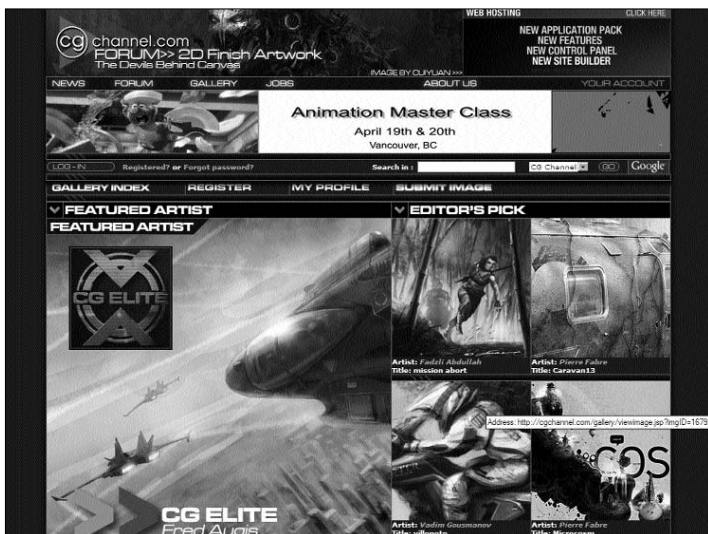 WEB HOSTING CLICK HERE
cg channel.com
FORUM>> 2D Finish Artwork
The Devils Behind Canvas
IMAGE BY CUIYUAN >>>
NEW APPLICATION PACK
NEW FEATURES
NEW CONTROL PANEL
NEW SITE BUILDER
NEWS FORUM GALLERY JOBS ABOUT US YOUR ACCOUNT
Animation Master Class
April 19th & 20th
Vancouver, BC
LOG-IN Registered? or Forgot password? Search in : CG Channel GO Google
GALLERY INDEX REGISTER MY PROFILE SUBMIT IMAGE
FEATURED ARTIST
FEATURED ARTIST
CG ELITE
CG ELITE
Fred Augis
EDITOR'S PICK
Artist: Fadzli Abdullah
Title: mission abort
Artist: Pierre Fabre
Title: Caravan13
Address: http://cgchannel.com/gallery/viewimage.jsp?imgID=1679
COS
Artist: Vadim Gousmanov
Title: villopoto
Artist: Pierre Fabre
Title: Microcosm